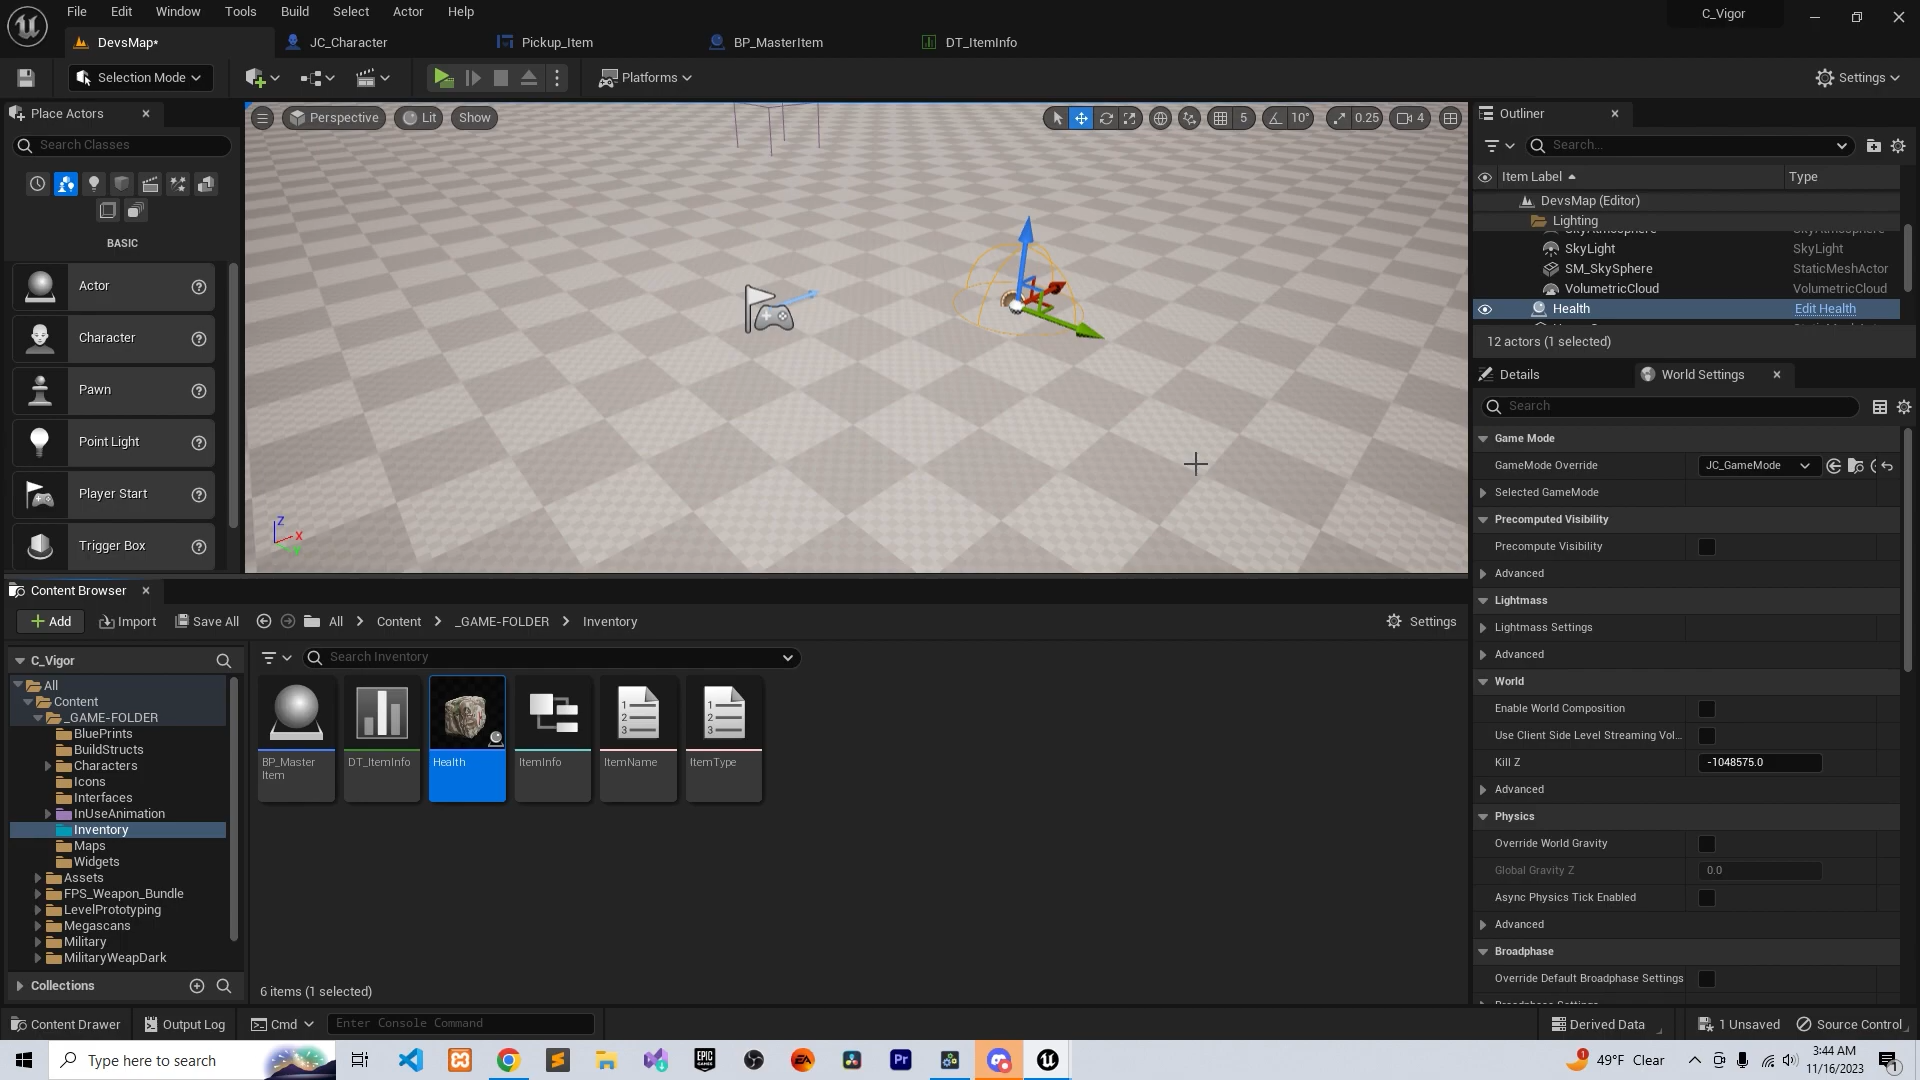 File Edit Window Tools Build Select Actor Help
C_Vigor
DevsMap*
JC_Character
Pickup_Item
BP_MasterItem
DT_ItemInfo
Selection Mode
Platforms
Settings
Place Actors
Search Classes
BASIC
Actor
Character
Pawn
Point Light
Player Start
Trigger Box
Perspective
Lit
Show
5
10°
0.25
4
Z
X
Y
Outliner
Search...
Item Label
Type
DevsMap (Editor)
Lighting
SkyAtmosphere SkyAtmosphere
SkyLight SkyLight
SM_SkySphere StaticMeshActor
VolumetricCloud VolumetricCloud
Health Edit Health
12 actors (1 selected)
Details
World Settings
Search
Game Mode
GameMode Override JC_GameMode
Selected GameMode
Precomputed Visibility
Precompute Visibility
Advanced
Lightmass
Lightmass Settings
Advanced
World
Enable World Composition
Use Client Side Level Streaming Vol...
Kill Z -1048575.0
Advanced
Physics
Override World Gravity
Global Gravity Z 0.0
Async Physics Tick Enabled
Advanced
Broadphase
Override Default Broadphase Settings
Content Browser
Add
Import
Save All
All > Content > _GAME-FOLDER > Inventory
Settings
C_Vigor
All
Content
_GAME-FOLDER
BluePrints
BuildStructs
Characters
Icons
Interfaces
InUseAnimation
Inventory
Maps
Widgets
Assets
FPS_Weapon_Bundle
LevelPrototyping
Megascans
Military
MilitaryWeapDark
Collections
Search Inventory
BP_Master
Item
DT_ItemInfo
Health
ItemInfo
ItemName
ItemType
6 items (1 selected)
Content Drawer
Output Log
Cmd
Enter Console Command
Derived Data
1 Unsaved
Source Control
Type here to search
49°F Clear
3:44 AM
11/16/2023